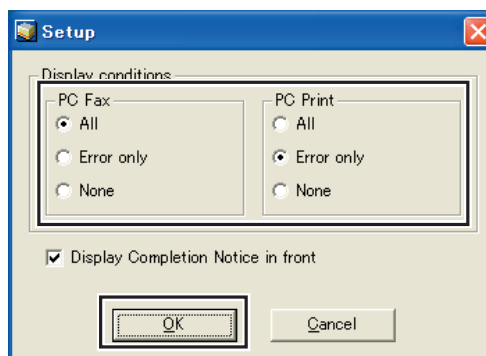 Setup
Display conditions
PC Fax
All
Error only
None
PC Print
All
Error only
None
Display Completion Notice in front
OK
Cancel